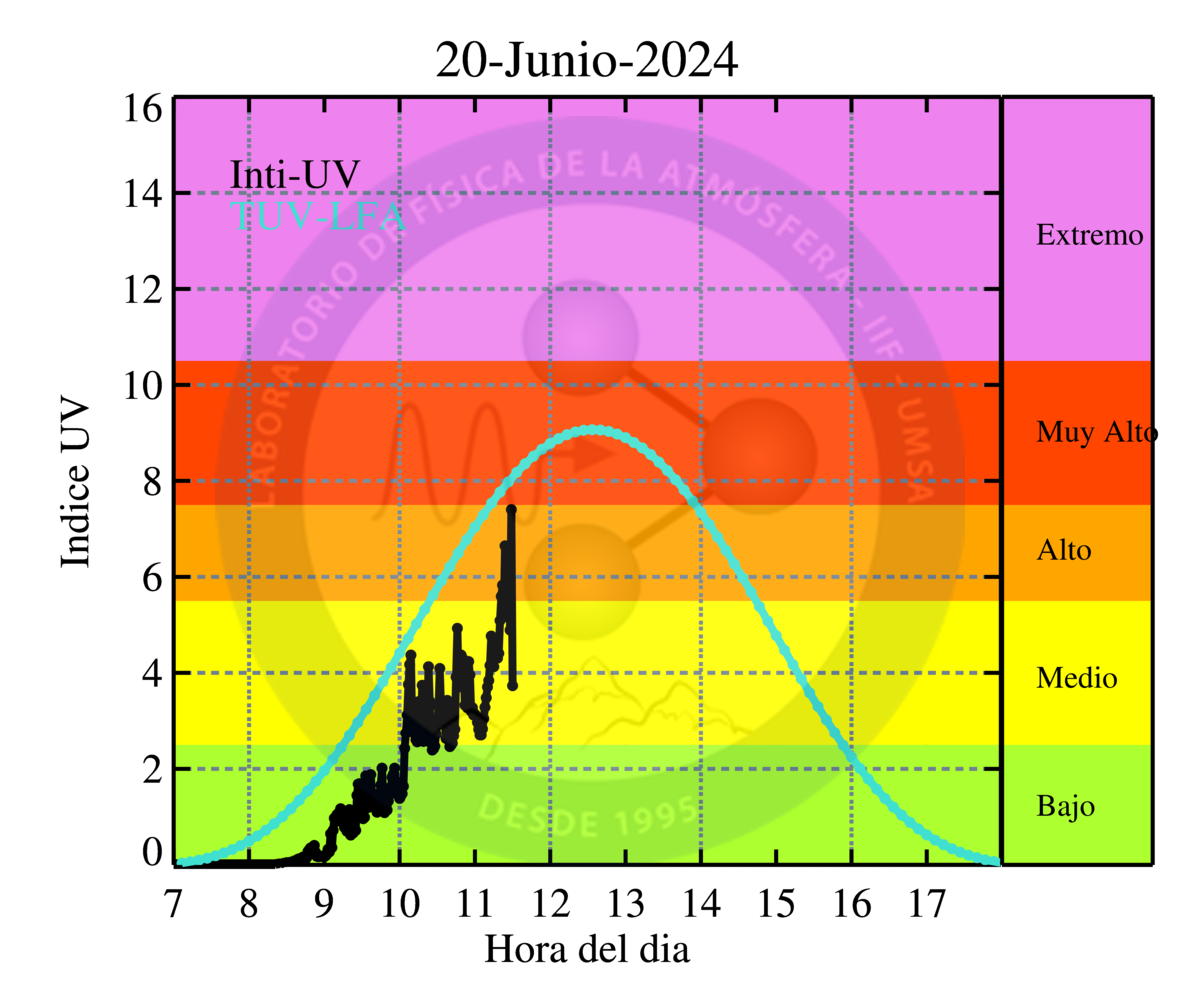 20-Junio-2024
16
14
12
10
8
6
4
2
0
Indice UV
Inti-UV
TUV-LFA
LABORATORIO DE FÍSICA DE LA ATMÓSFERA - IIF - UMSA
DESDE 1995
Extremo
Muy Alto
Alto
Medio
Bajo
7 8 9 10 11 12 13 14 15 16 17
Hora del dia